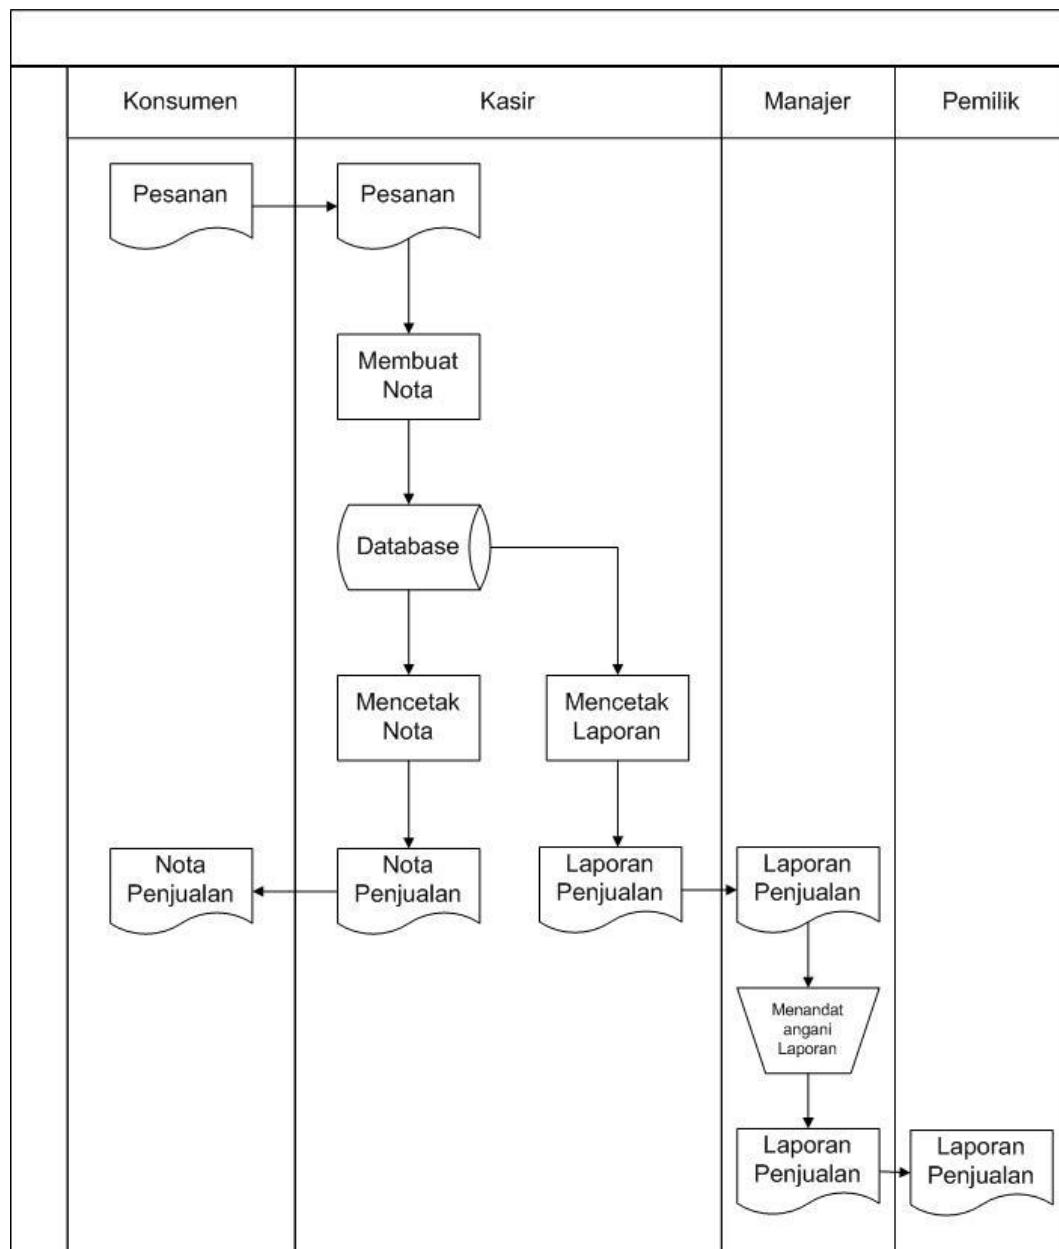 Konsumen
Kasir
Manajer
Pemilik
Pesanan
Pesanan
Membuat
Nota
Database
Mencetak
Nota
Mencetak
Laporan
Nota
Penjualan
Nota
Penjualan
Laporan
Penjualan
Laporan
Penjualan
Menandat
angani
Laporan
Laporan
Penjualan
Laporan
Penjualan